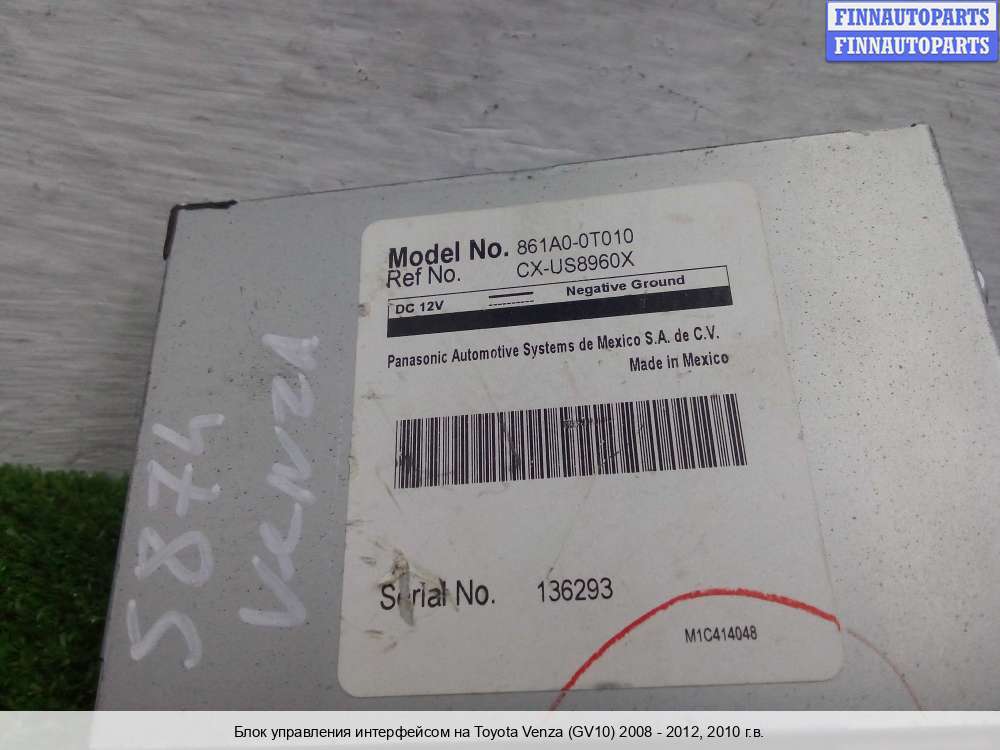 FINNAUTOPARTS
FINNAUTOPARTS
Model No. 861A0-0T010
Ref No. CX-US8960X
DC 12V Negative Ground
Panasonic Automotive Systems de Mexico S.A. de C.V.
Made in Mexico
Serial No. 136293
M1C414048
5874
VENZA
Блок управления интерфейсом на Toyota Venza (GV10) 2008 - 2012, 2010 г.в.